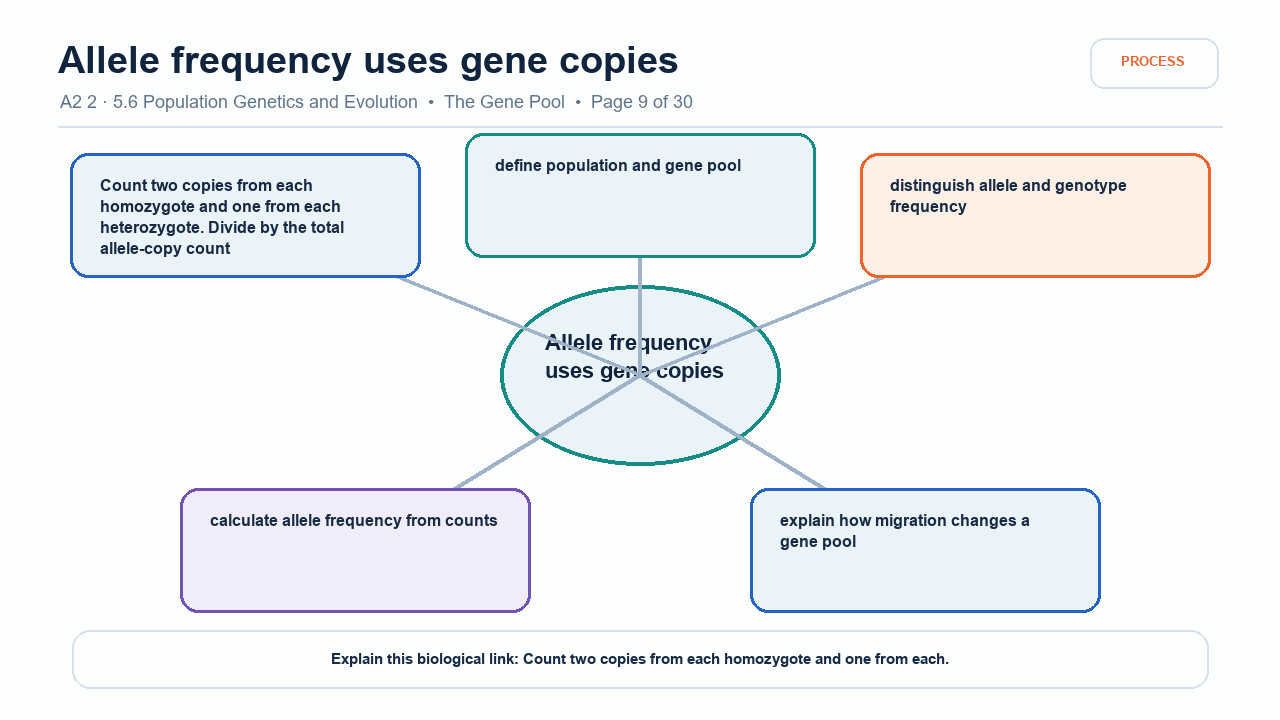 Allele frequency uses gene copies
PROCESS
A2 2 · 5.6 Population Genetics and Evolution • The Gene Pool • Page 9 of 30
Count two copies from each
homozygote and one from each
heterozygote. Divide by the total
allele-copy count
define population and gene pool
distinguish allele and genotype
frequency
Allele frequency
uses gene copies
calculate allele frequency from counts
explain how migration changes a
gene pool
Explain this biological link: Count two copies from each homozygote and one from each.